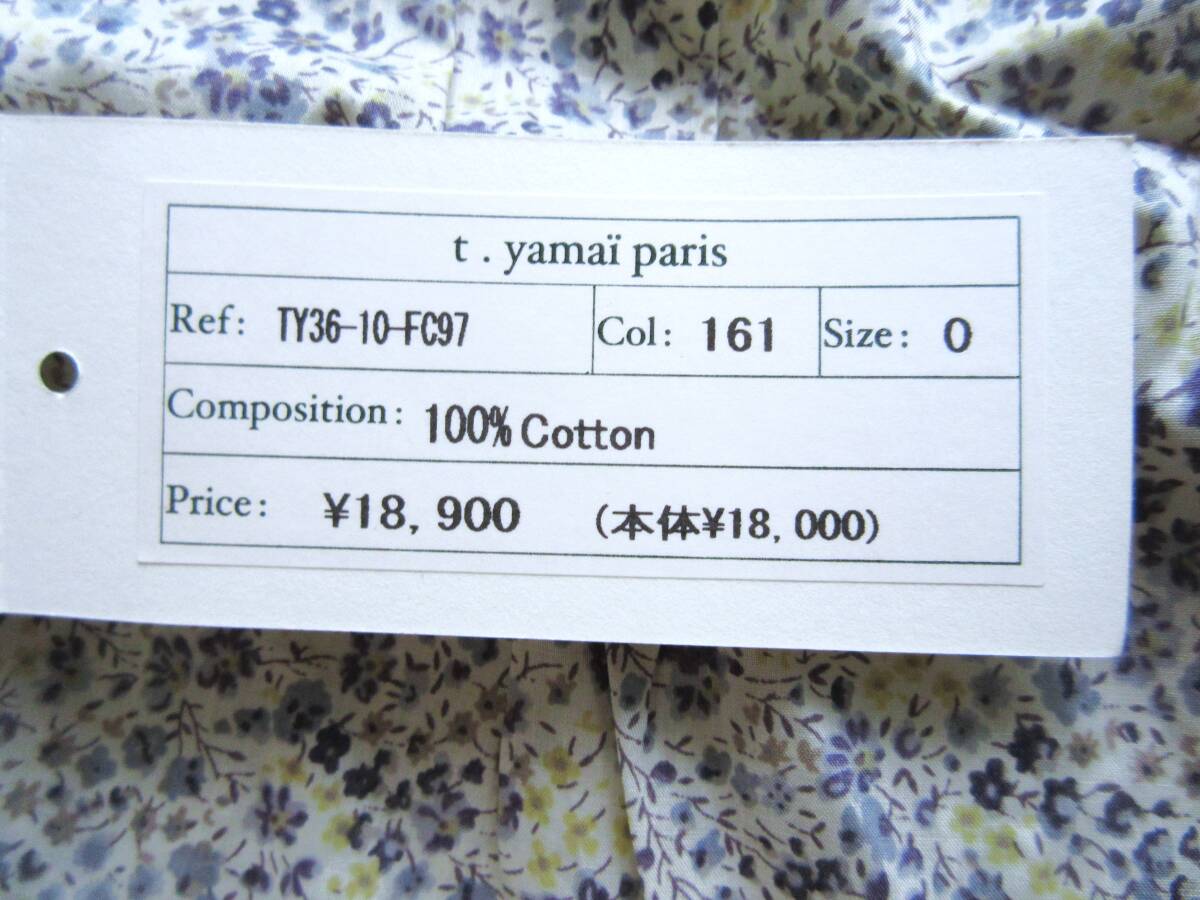 t . yamaï paris
Ref: TY36-10-FC97 Col: 161 Size: 0
Composition: 100% Cotton
Price: ¥18,900 (本体¥18,000)